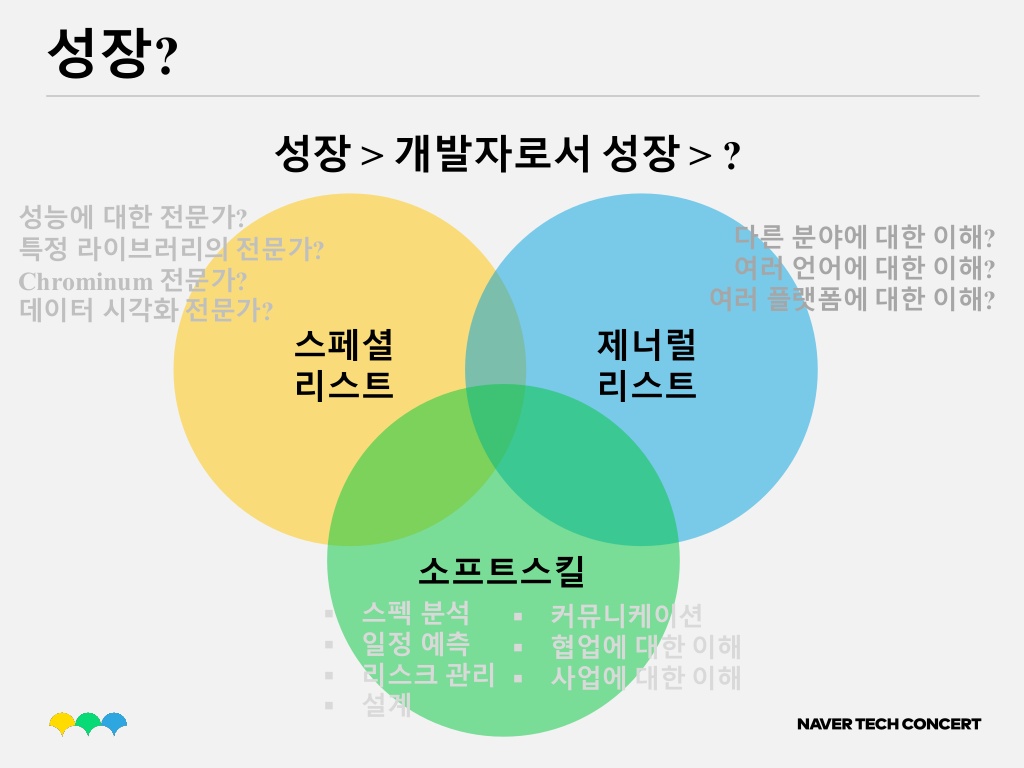 성장?
성장 > 개발자로서 성장 > ?
성능에 대한 전문가?
특정 라이브러리의 전문가?
Chrominum 전문가?
데이터 시각화 전문가?
다른 분야에 대한 이해?
여러 언어에 대한 이해?
여러 플랫폼에 대한 이해?
스페셜
리스트
제너럴
리스트
소프트스킬
▪ 스펙 분석
▪ 일정 예측
▪ 리스크 관리
▪ 설계
▪ 커뮤니케이션
▪ 협업에 대한 이해
▪ 사업에 대한 이해
NAVER TECH CONCERT